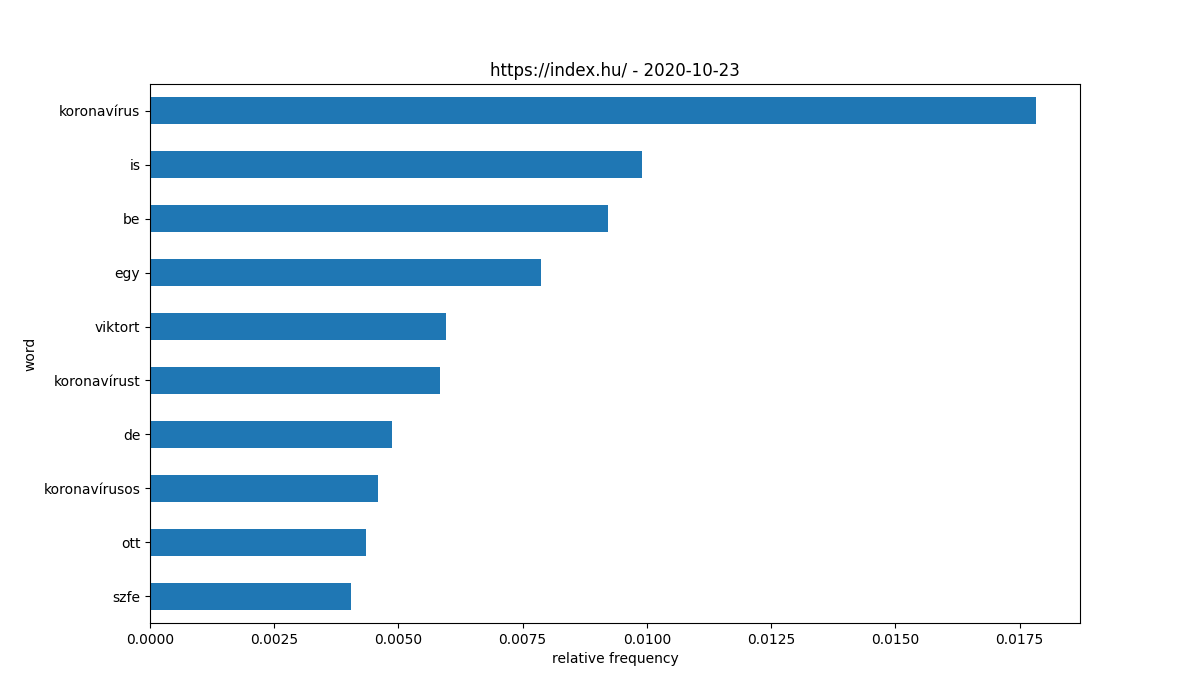 https://index.hu/ - 2020-10-23
koronavírus
is
be
egy
viktort
word
koronavírust
de
koronavírusos
ott
szfe
0.0000 0.0025 0.0050 0.0075 0.0100 0.0125 0.0150 0.0175
relative frequency